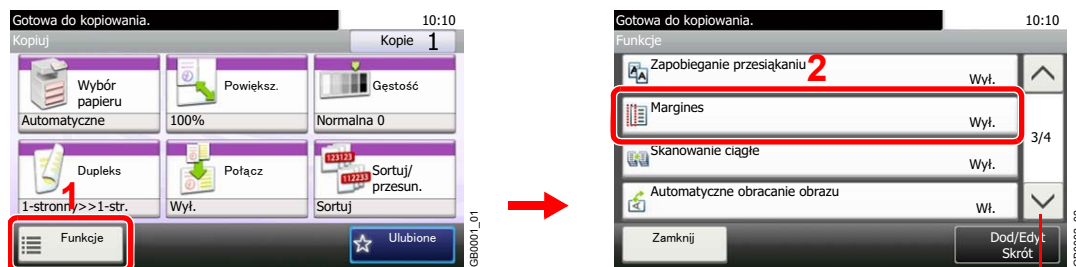 Gotowa do kopiowania. 10:10
Kopiuj Kopie 1
Wybór papieru
Automatyczne
Powiększ.
100%
Gęstość
Normalna 0
Dupleks
1-stronny>>1-str.
Połącz
Wył.
123123
112233
Sortuj/
przesun.
Sortuj
1
Funkcje
Ulubione
GB0001_01
Gotowa do kopiowania. 10:10
Funkcje
Zapobieganie przesiąkaniu
Wył.
2
Margines
Wył.
3/4
Skanowanie ciągłe
Wył.
Automatyczne obracanie obrazu
Wł.
Zamknij
Dod/Edyt
Skrót